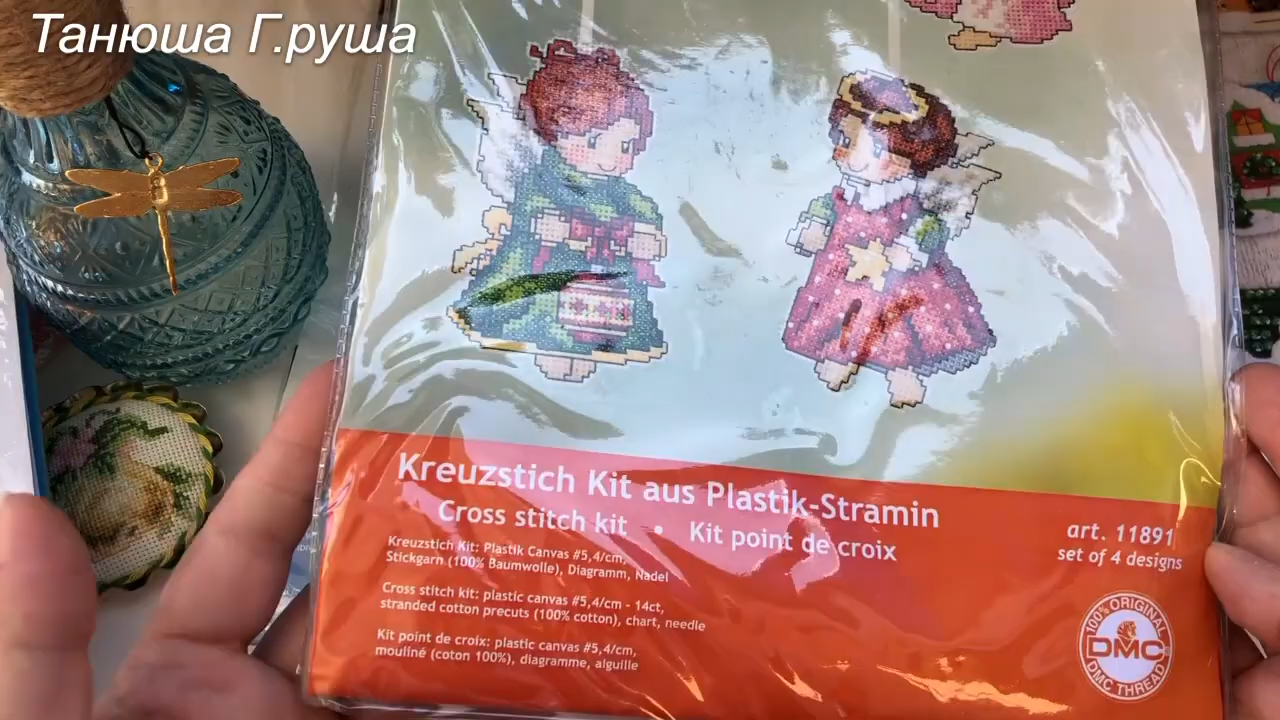 Танюша Г.руша
Kreuzstich Kit aus Plastik-Stramin
Cross stitch kit • Kit point de croix
art. 11891
set of 4 designs
Kreuzstich Kit: Plastik Canvas #5,4/cm,
Stickgarn (100% Baumwolle), Diagramm, Nadel
Cross stitch kit: plastic canvas #5,4/cm - 14ct,
stranded cotton precuts (100% cotton), chart, needle
Kit point de croix: plastic canvas #5,4/cm,
mouliné (coton 100%), diagramme, aiguille
100% ORIGINAL
DMC
DMC THREAD